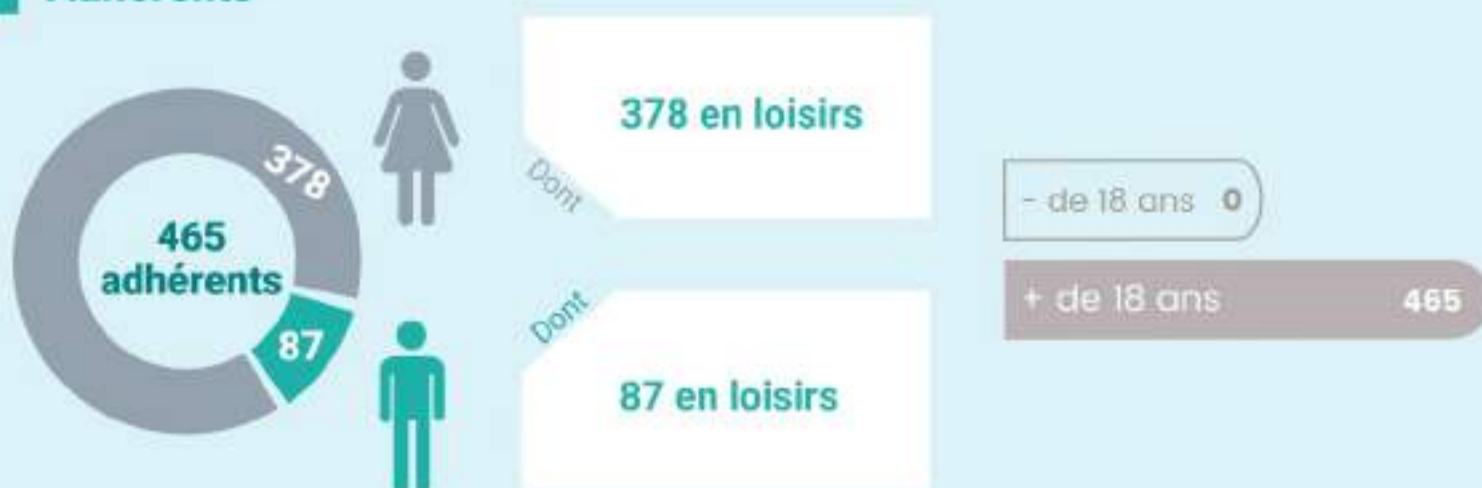 378
465
adhérents
87
Dont
378 en loisirs
Dont
87 en loisirs
- de 18 ans 0
+ de 18 ans 465